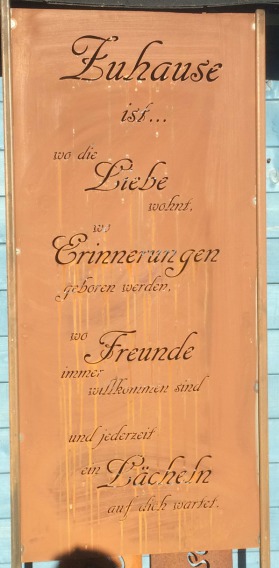 Zuhause
ist...
wo die
Liebe
wohnt,
wo
Erinnerungen
geboren werden,
wo
Freunde
immer
willkommen sind
und jederzeit
ein Lächeln
auf dich wartet.